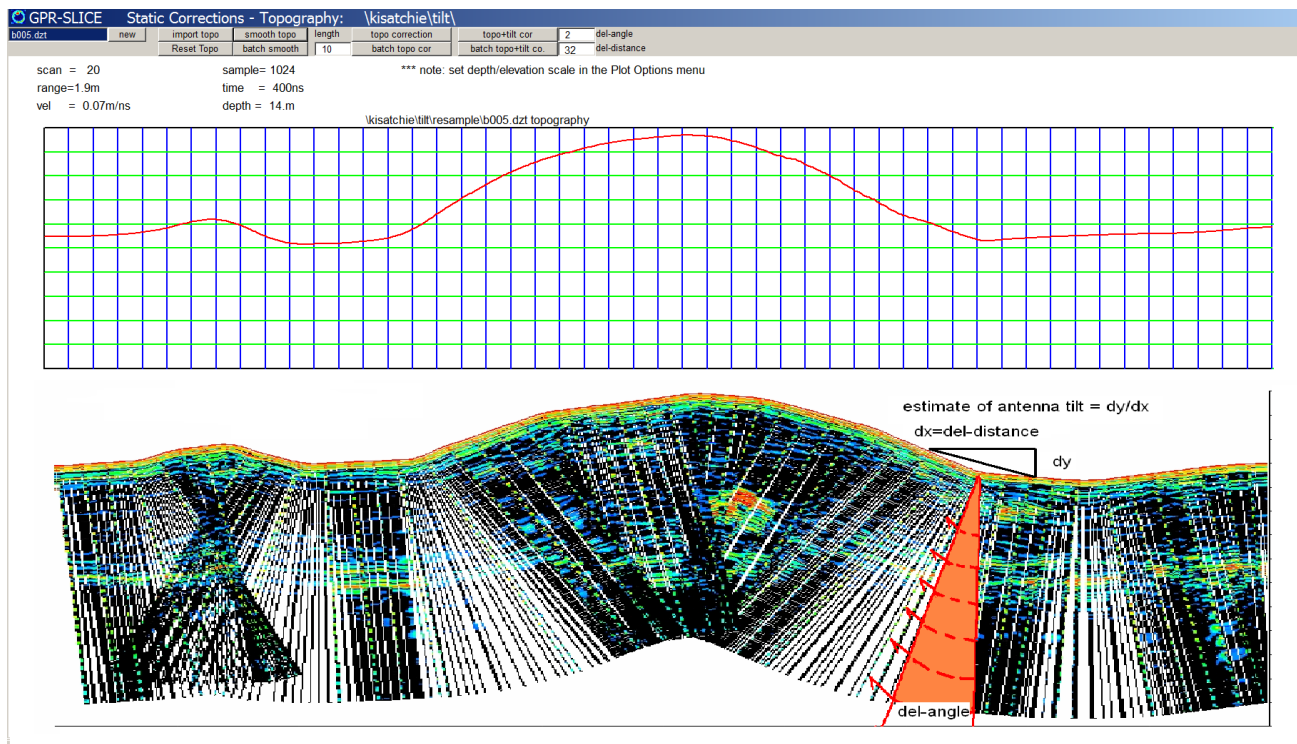 GPR-SLICE Static Corrections - Topography: \kisatchie\tilt\
b005.dzt new import topo smooth topo length topo correction topo+tilt cor 2 del-angle
Reset Topo batch smooth 10 batch topo cor batch topo+tilt co. 32 del-distance
scan = 20 sample= 1024 *** note: set depth/elevation scale in the Plot Options menu
range=1.9m time = 400ns
vel = 0.07m/ns depth = 14.m
\kisatchie\tilt\resample\b005.dzt topography
estimate of antenna tilt = dy/dx
dx=del-distance
dy
del-angle